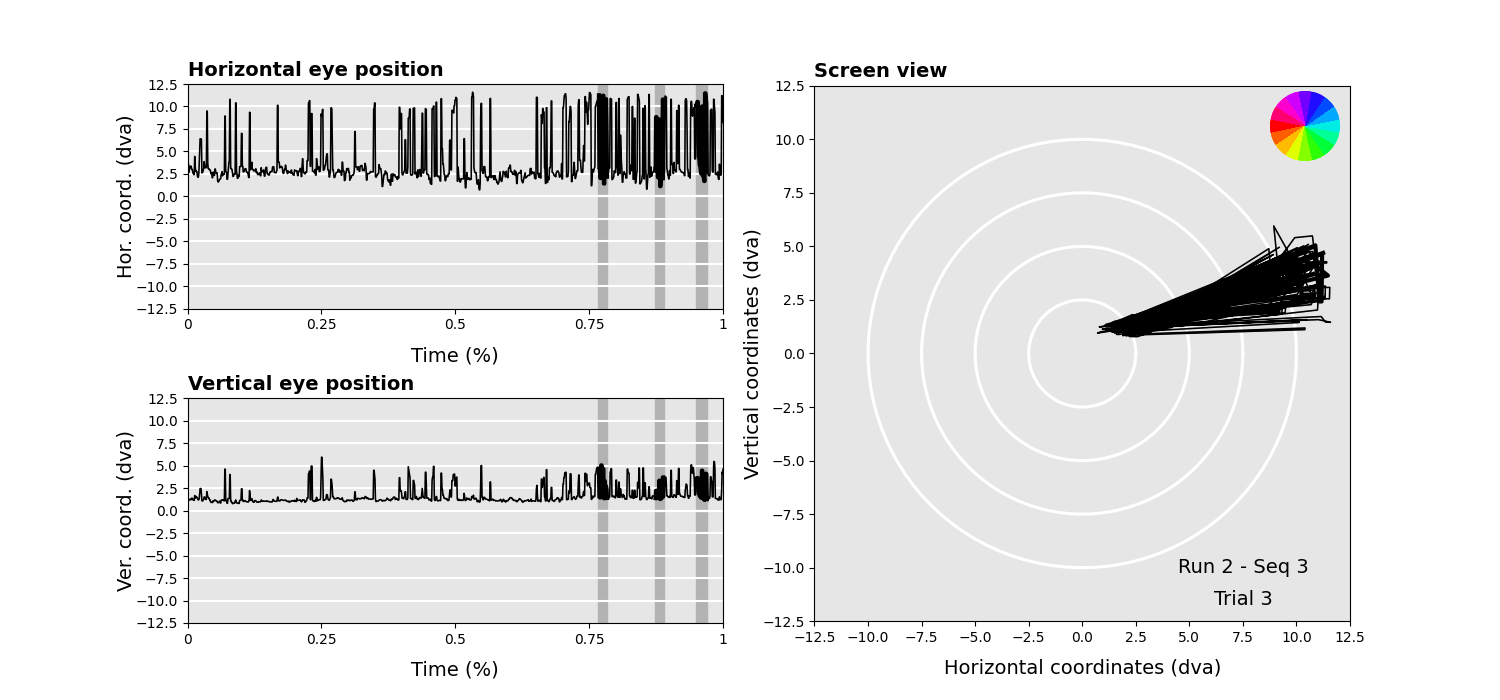 Horizontal eye position
Hor. coord. (dva)
12.5
10.0
7.5
5.0
2.5
0.0
−2.5
−5.0
−7.5
−10.0
−12.5
0 0.25 0.5 0.75 1
Time (%)
Vertical eye position
Ver. coord. (dva)
12.5
10.0
7.5
5.0
2.5
0.0
−2.5
−5.0
−7.5
−10.0
−12.5
0 0.25 0.5 0.75 1
Time (%)
Screen view
Vertical coordinates (dva)
12.5
10.0
7.5
5.0
2.5
0.0
−2.5
−5.0
−7.5
−10.0
−12.5
Run 2 - Seq 3
Trial 3
−12.5 −10.0 −7.5 −5.0 −2.5 0.0 2.5 5.0 7.5 10.0 12.5
Horizontal coordinates (dva)